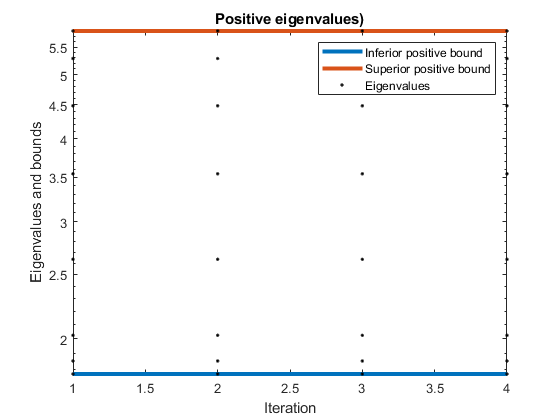 Positive eigenvalues)
Inferior positive bound
Superior positive bound
Eigenvalues
Eigenvalues and bounds
5.5
5
4.5
4
3.5
3
2.5
2
1 1.5 2 2.5 3 3.5 4
Iteration